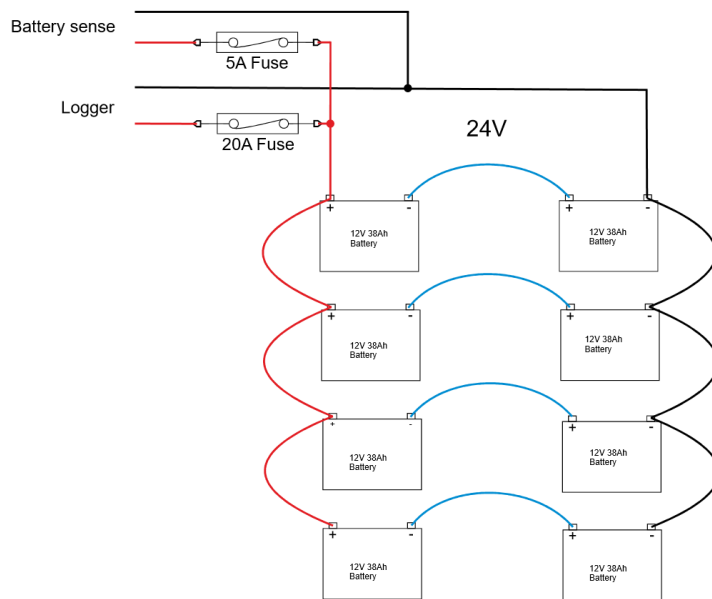 Battery sense
5A Fuse
Logger
20A Fuse
24V
+ -
12V 38Ah
Battery
+ -
12V 38Ah
Battery
+ -
12V 38Ah
Battery
+ -
12V 38Ah
Battery
+ -
12V 38Ah
Battery
+ -
12V 38Ah
Battery
+ -
12V 38Ah
Battery
+ -
12V 38Ah
Battery